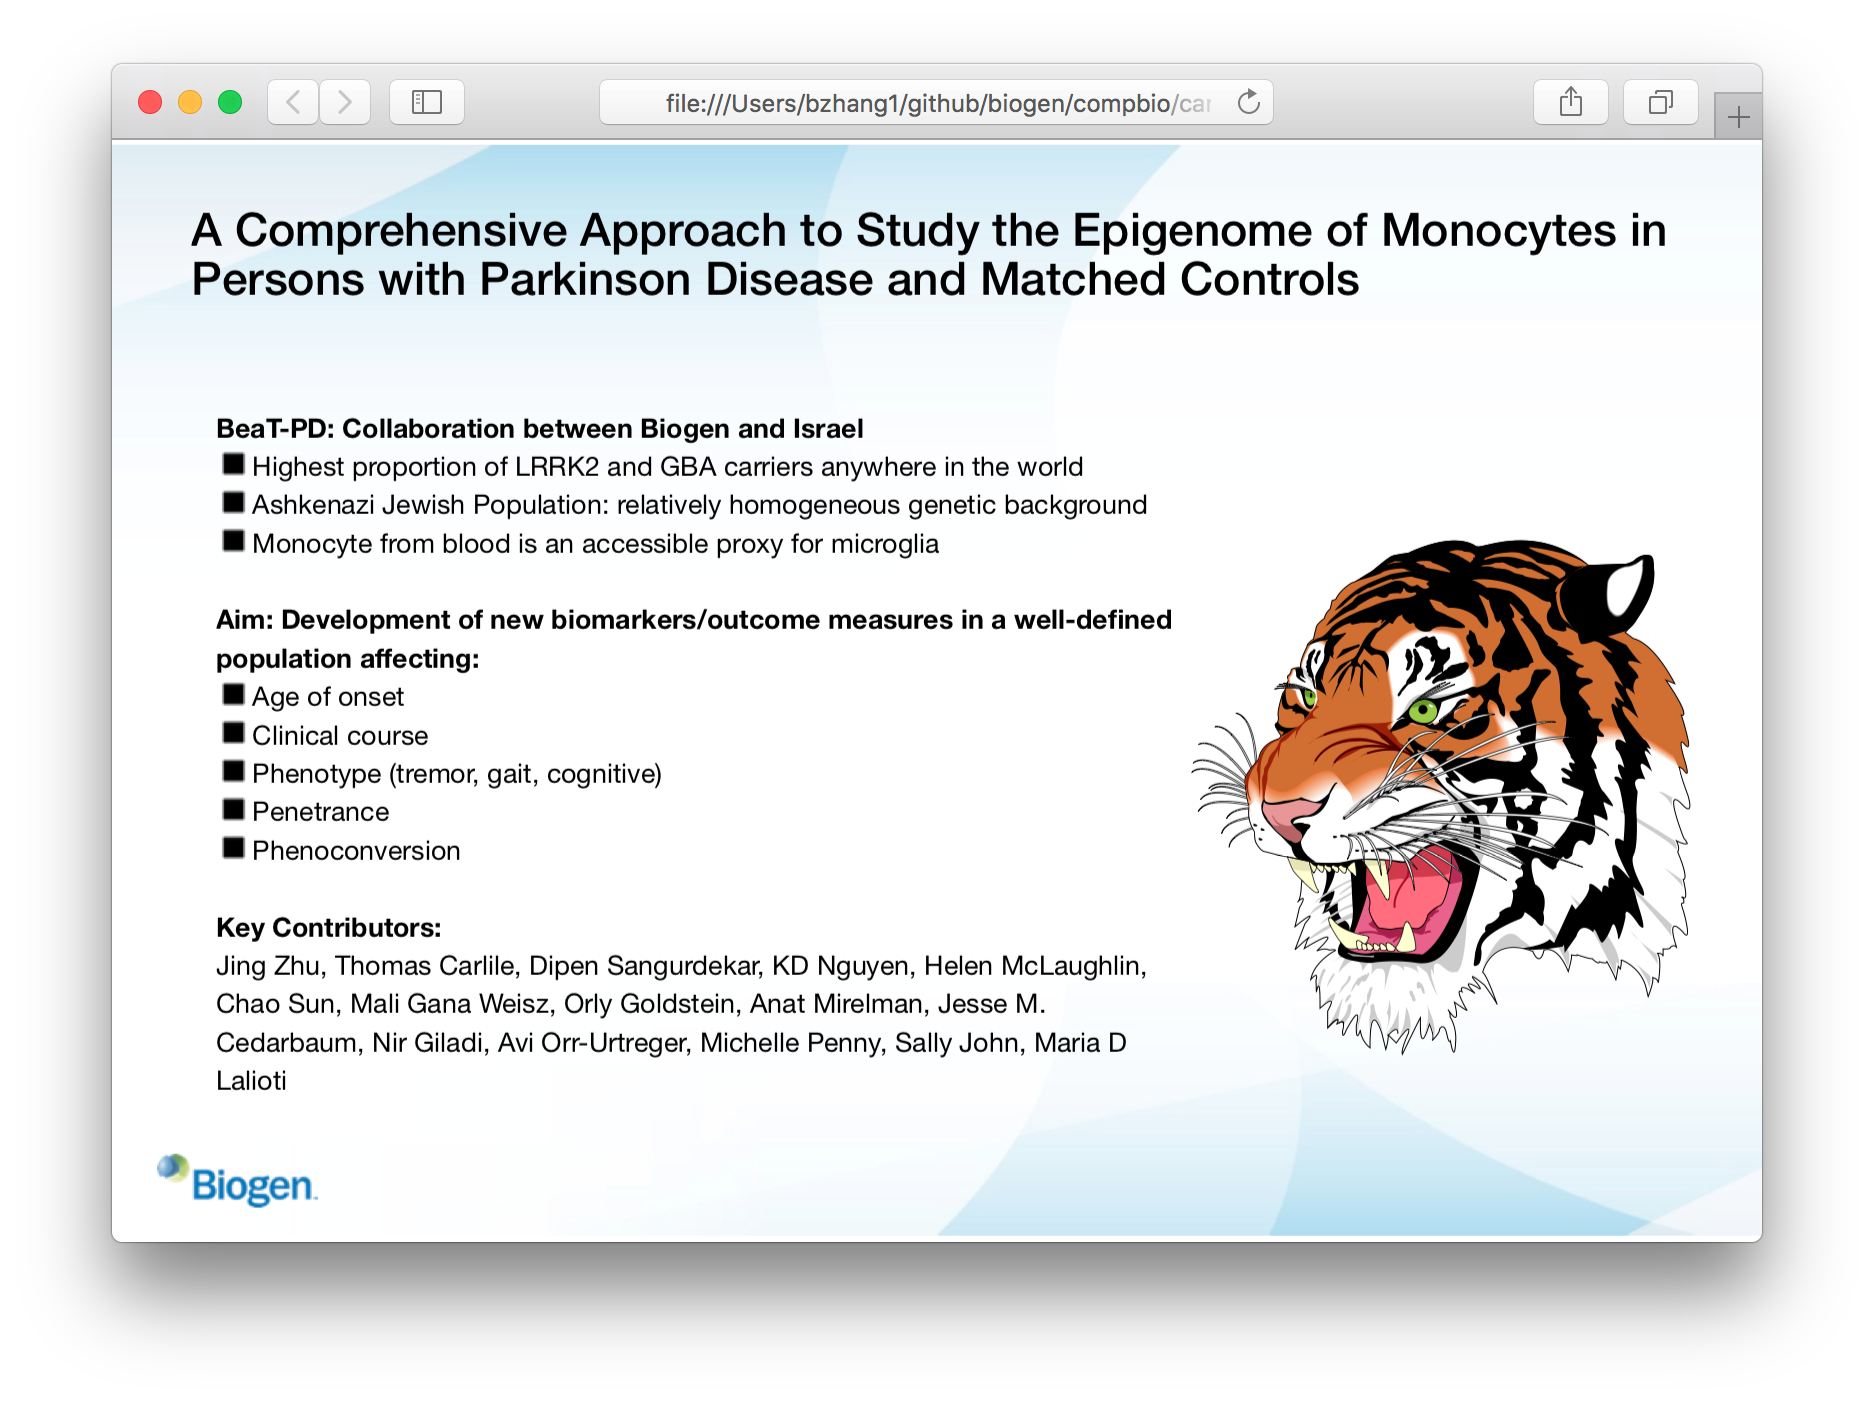 file:///Users/bzhang1/github/biogen/compbio/car
A Comprehensive Approach to Study the Epigenome of Monocytes in
Persons with Parkinson Disease and Matched Controls
BeaT-PD: Collaboration between Biogen and Israel
Highest proportion of LRRK2 and GBA carriers anywhere in the world
Ashkenazi Jewish Population: relatively homogeneous genetic background
Monocyte from blood is an accessible proxy for microglia
Aim: Development of new biomarkers/outcome measures in a well-defined
population affecting:
Age of onset
Clinical course
Phenotype (tremor, gait, cognitive)
Penetrance
Phenoconversion
Key Contributors:
Jing Zhu, Thomas Carlile, Dipen Sangurdekar, KD Nguyen, Helen McLaughlin,
Chao Sun, Mali Gana Weisz, Orly Goldstein, Anat Mirelman, Jesse M.
Cedarbaum, Nir Giladi, Avi Orr-Urtreger, Michelle Penny, Sally John, Maria D
Lalioti
Biogen